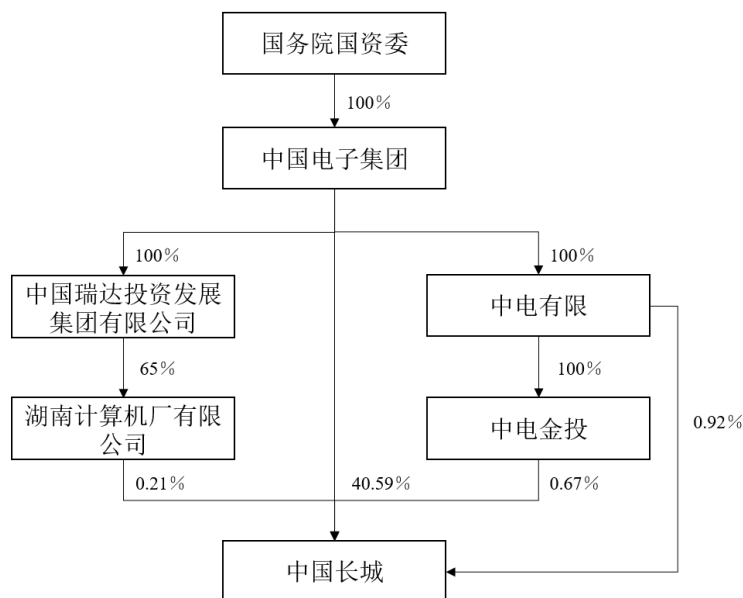 国务院国资委
100%
中国电子集团
100%
100%
中国瑞达投资发展
集团有限公司
中电有限
65%
100%
湖南计算机厂有限
公司
中电金投
0.92%
0.21%
40.59%
0.67%
中国长城